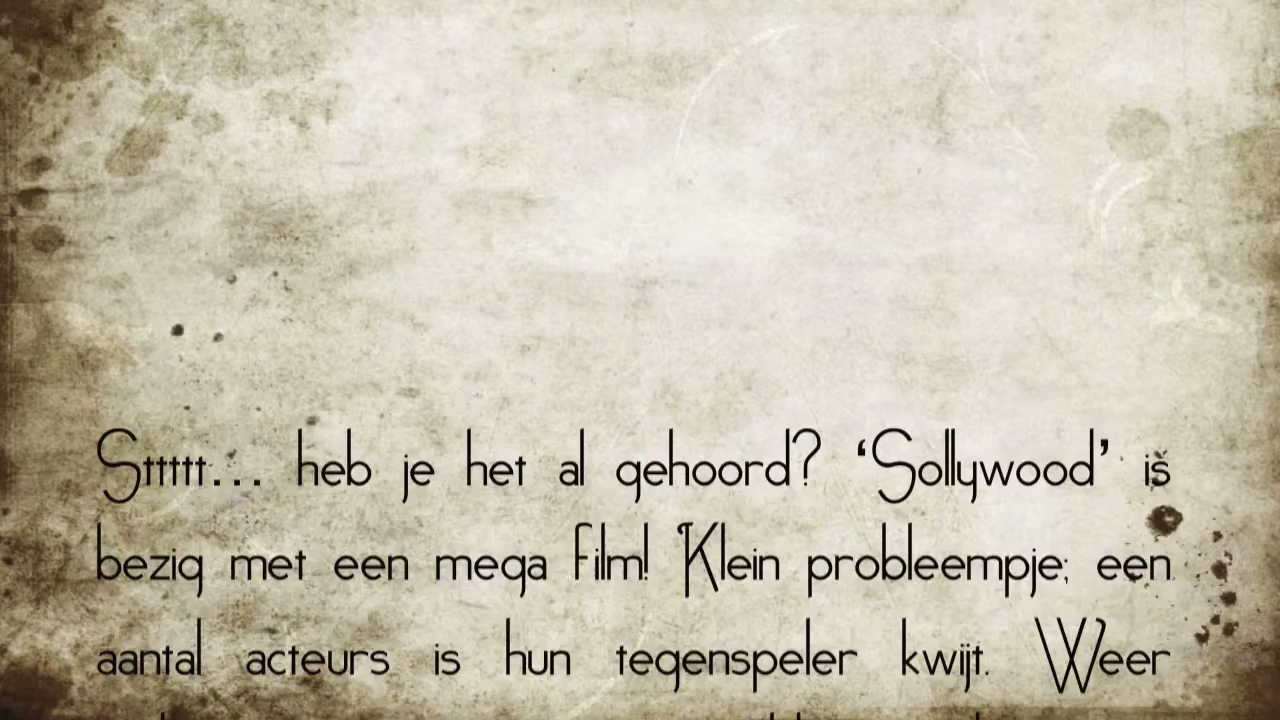 Sttttt... heb je het al gehoord? ‘Sollywood’ is
bezig met een mega film! Klein probleempje; een
aantal acteurs is hun tegenspeler kwijt. Weer